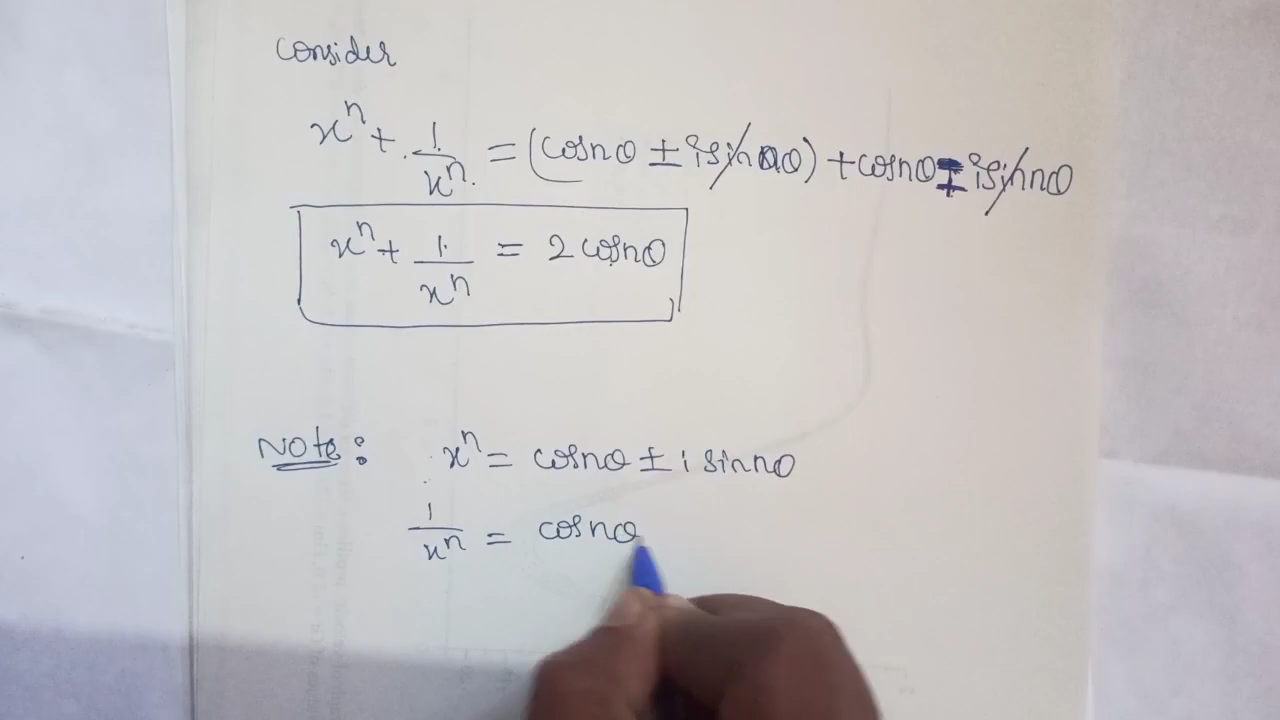 consider
xⁿ + 1/xⁿ = (cosnθ ± isinnθ) + cosnθ ∓ isinnθ
xⁿ + 1/xⁿ = 2cosnθ
Note: xⁿ = cosnθ ± i sinnθ
1/xⁿ = cosnθ